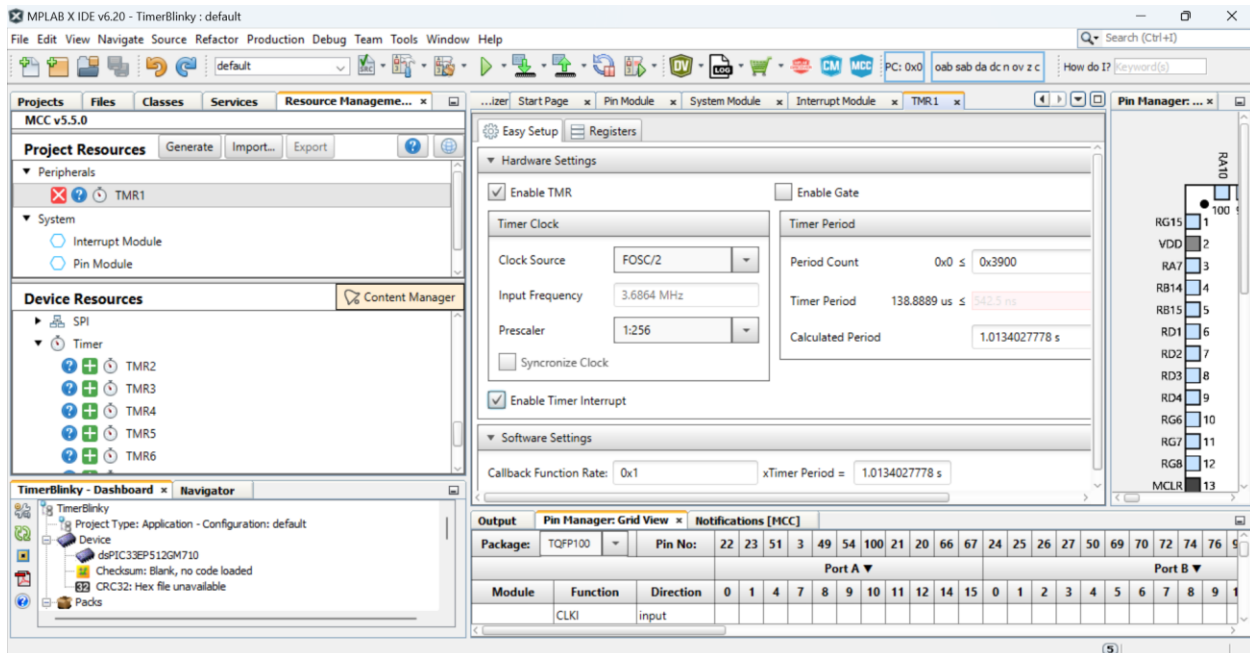 MPLAB X IDE v6.20 - TimerBlinky : default
File Edit View Navigate Source Refactor Production Debug Team Tools Window Help
Search (Ctrl+I)
default
DV
LOG
CM
MCC
PC: 0x0
oab sab da dc n ov z c
How do I?
Keyword(s)
Projects
Files
Classes
Services
Resource Manageme... x
MCC v5.5.0
Project Resources
Generate
Import...
Export
Peripherals
TMR1
System
Interrupt Module
Pin Module
Device Resources
Content Manager
SPI
Timer
TMR2
TMR3
TMR4
TMR5
TMR6
TimerBlinky - Dashboard x
Navigator
TimerBlinky
Project Type: Application - Configuration: default
Device
dsPIC33EP512GM710
Checksum: Blank, no code loaded
CRC32: Hex file unavailable
Packs
...izer
Start Page x
Pin Module x
System Module x
Interrupt Module x
TMR1 x
Easy Setup
Registers
Hardware Settings
Enable TMR
Enable Gate
Timer Clock
Clock Source FOSC/2
Input Frequency 3.6864 MHz
Prescaler 1:256
Syncronize Clock
Timer Period
Period Count 0x0 ≤ 0x3900
Timer Period 138.8889 us ≤ 542.5 ns
Calculated Period 1.0134027778 s
Enable Timer Interrupt
Software Settings
Callback Function Rate: 0x1 xTimer Period = 1.0134027778 s
Output
Pin Manager: Grid View x
Notifications [MCC]
Package: TQFP100 Pin No: 22 23 51 3 49 54 100 21 20 66 67 24 25 26 27 50 69 70 72 74 76
Port A ▼ Port B ▼
Module Function Direction 0 1 4 7 8 9 10 11 12 14 15 0 1 2 3 4 5 6 7 8 9
CLKI input
Pin Manager: ... x
RA10
100
RG15 1
VDD 2
RA7 3
RB14 4
RB15 5
RD1 6
RD2 7
RD3 8
RD4 9
RG6 10
RG7 11
RG8 12
MCLR 13
5